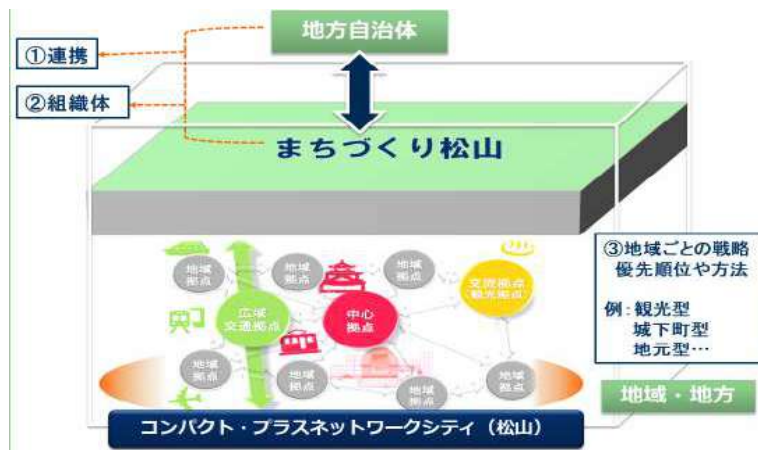 地方自治体
①連携
②組織体
まちづくり松山
③地域ごとの戦略
優先順位や方法
例：観光型
城下町型
地元型…
地域
拠点
地域
拠点
地域
拠点
交流拠点
観光拠点
広域
交通拠点
中心
拠点
地域
拠点
地域
拠点
地域
拠点
地域
拠点
地域・地方
コンパクト・プラスネットワークシティ（松山）